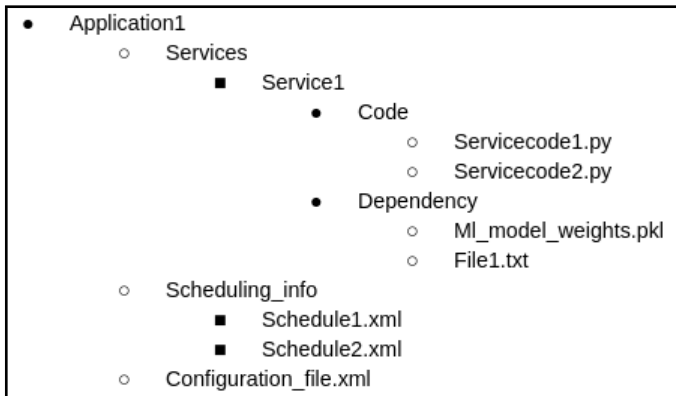 Application1
Services
Service1
Code
Servicecode1.py
Servicecode2.py
Dependency
Ml_model_weights.pkl
File1.txt
Scheduling_info
Schedule1.xml
Schedule2.xml
Configuration_file.xml